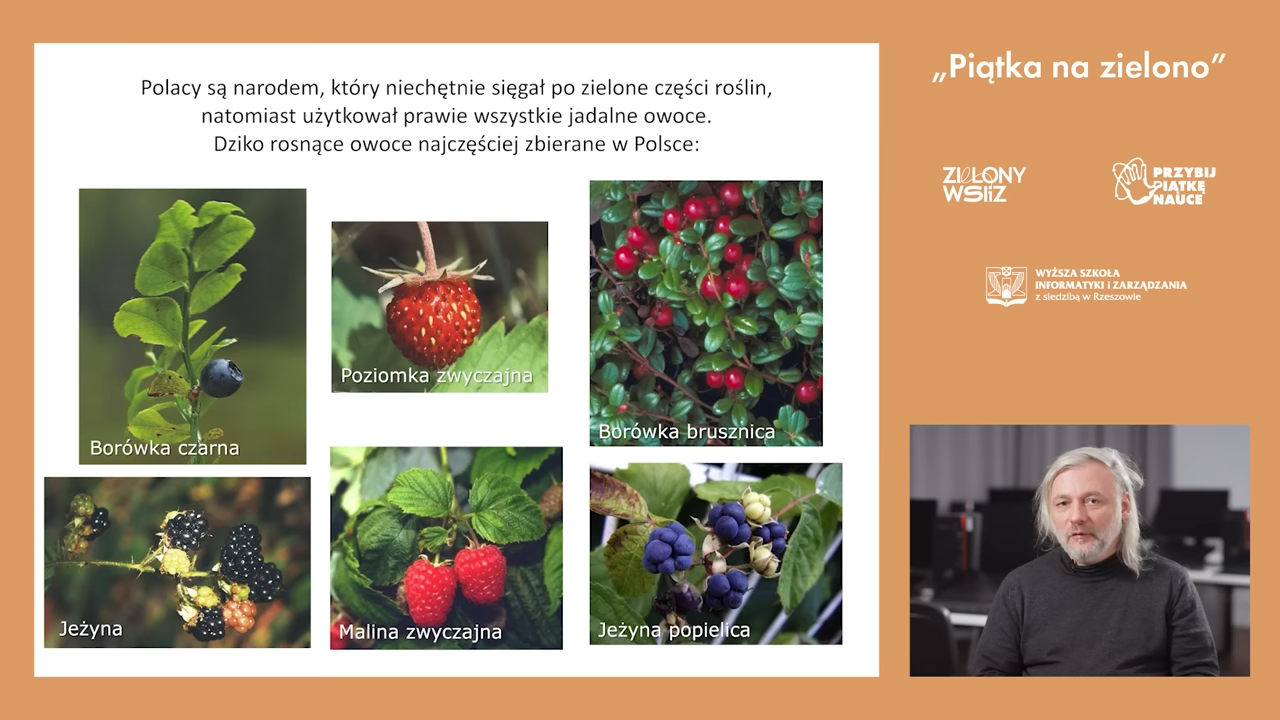 Polacy są narodem, który niechętnie sięgał po zielone części roślin,
natomiast użytkował prawie wszystkie jadalne owoce.
Dziko rosnące owoce najczęściej zbierane w Polsce:
Borówka czarna
Poziomka zwyczajna
Borówka brusznica
Jeżyna
Malina zwyczajna
Jeżyna popielica
„Piątka na zielono”
ZIELONY
WSIiZ
PRZYBIJ
PIĄTKĘ
NAUCE
WYŻSZA SZKOŁA
INFORMATYKI i ZARZĄDZANIA
z siedzibą w Rzeszowie